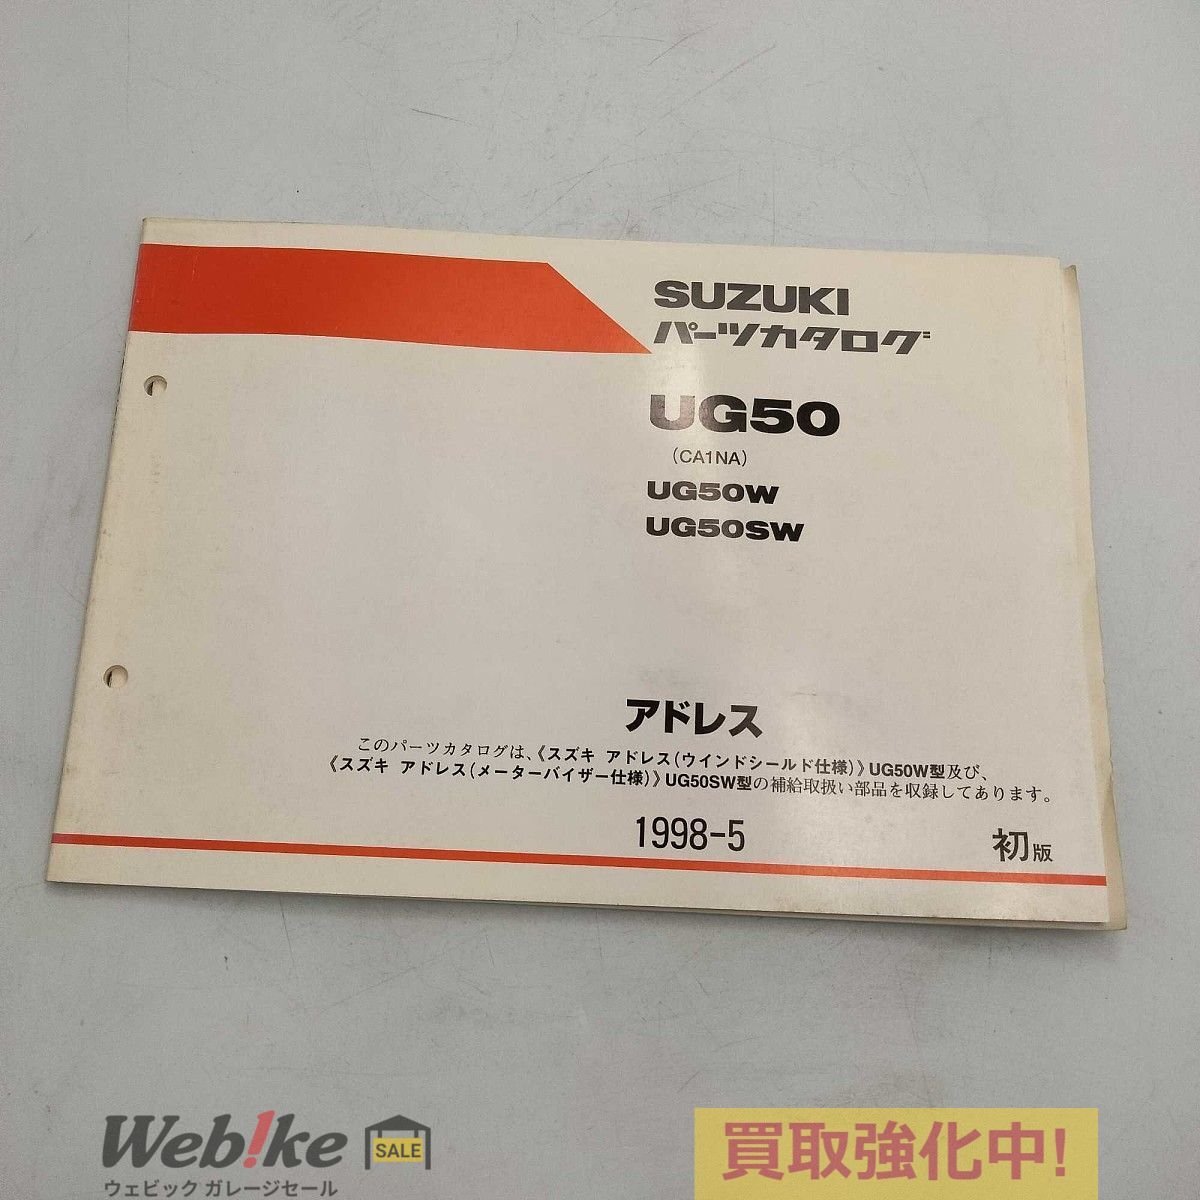 SUZUKI
パーツカタログ
UG50
(CA1NA)
UG50W
UG50SW
アドレス
このパーツカタログは、《スズキ アドレス(ウインドシールド仕様)》UG50W型及び、
《スズキ アドレス(メーターバイザー仕様)》UG50SW型の補給取扱い部品を収録してあります。
1998-5
初版
Web!ke
SALE
ウェビック ガレージセール
買取強化中!